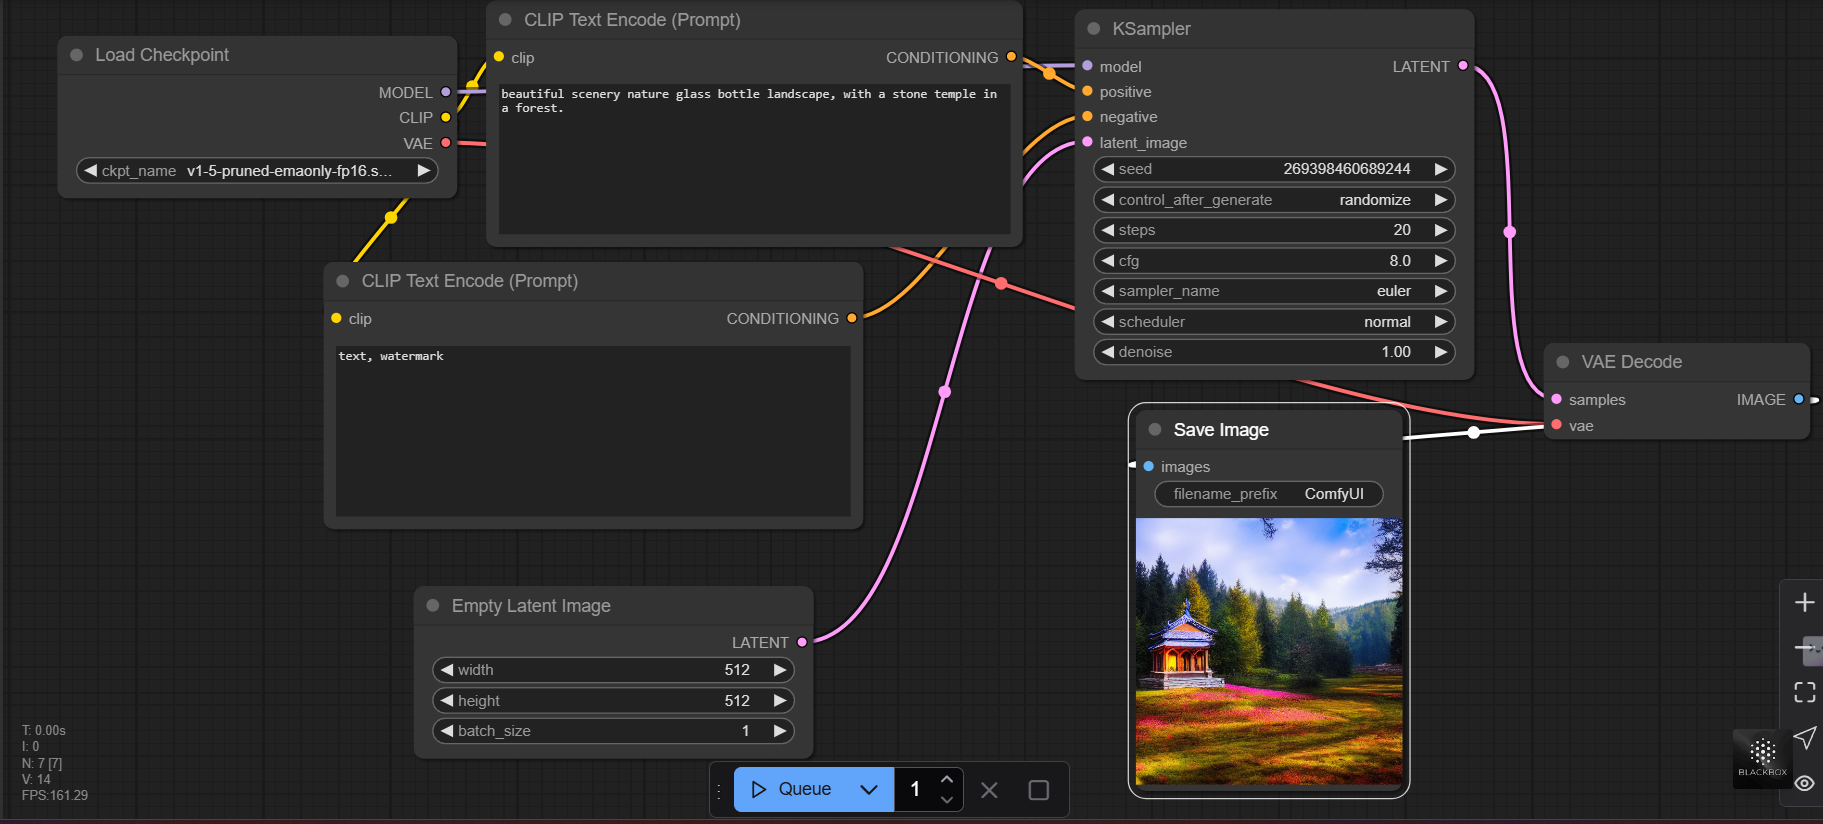 Load Checkpoint
MODEL
CLIP
VAE
ckpt_name v1-5-pruned-emaonly-fp16.s...
CLIP Text Encode (Prompt)
clip CONDITIONING
beautiful scenery nature glass bottle landscape, with a stone temple in
a forest.
CLIP Text Encode (Prompt)
clip CONDITIONING
text, watermark
Empty Latent Image
LATENT
width 512
height 512
batch_size 1
KSampler
model LATENT
positive
negative
latent_image
seed 269398460689244
control_after_generate randomize
steps 20
cfg 8.0
sampler_name euler
scheduler normal
denoise 1.00
VAE Decode
samples IMAGE
vae
Save Image
images
filename_prefix ComfyUI
T: 0.00s
I: 0
N: 7 [7]
V: 14
FPS:161.29
Queue 1
BLACKBOX